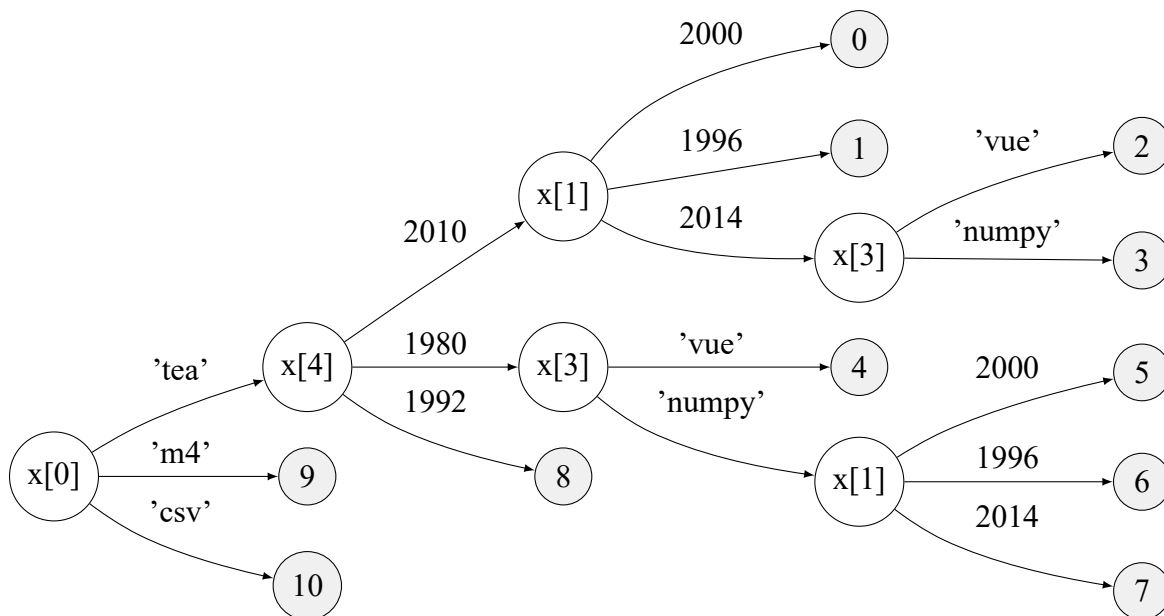 2000
0
1996
1
'vue'
2
x[1]
2014
'numpy'
2010
x[3]
3
'tea'
x[4]
1980
x[3]
'vue'
4
2000
5
1992
'numpy'
x[0]
'm4'
9
8
x[1]
1996
6
'csv'
2014
10
7